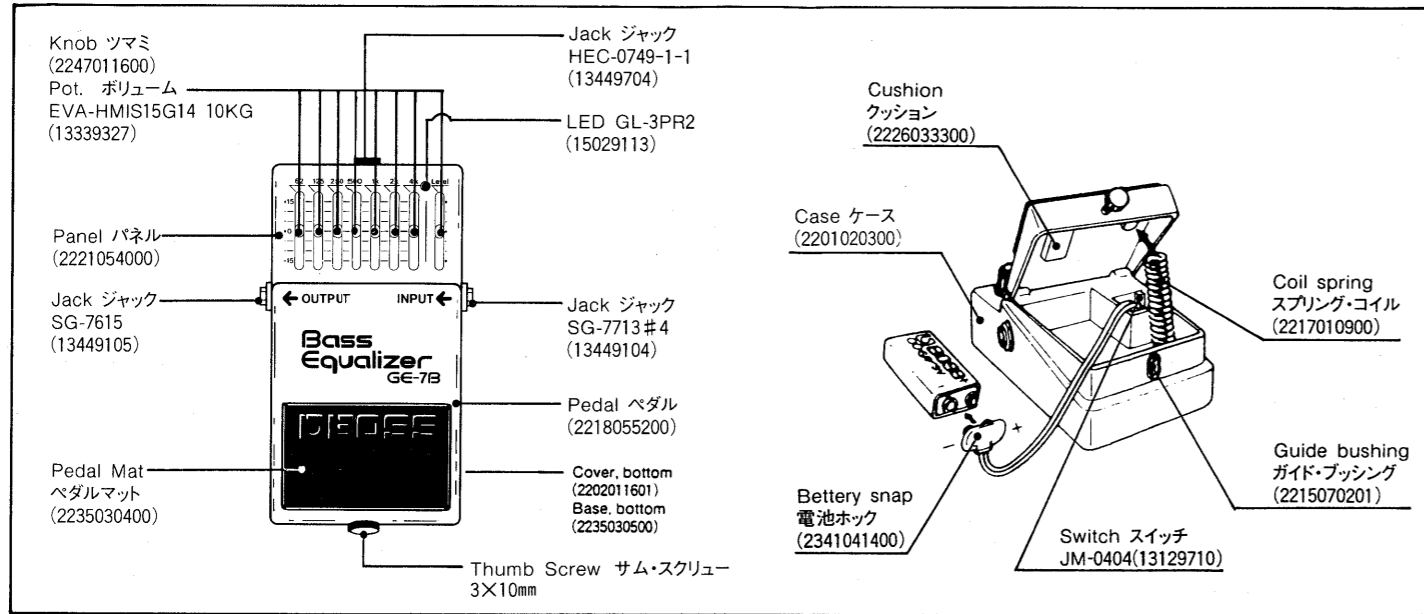 Knob ツマミ
(2247011600)
Pot. ボリューム
EVA-HMIS15G14 10KG
(13339327)
Jack ジャック
HEC-0749-1-1
(13449704)
LED GL-3PR2
(15029113)
62 125 250 500 1k 2k 4k Level
+15
±0
-15
Panel パネル
(2221054000)
Jack ジャック
SG-7615
(13449105)
← OUTPUT INPUT ←
Jack ジャック
SG-7713#4
(13449104)
Bass
Equalizer
GE-7B
Pedal ペダル
(2218055200)
BOSS
Pedal Mat
ペダルマット
(2235030400)
Cover, bottom
(2202011601)
Base, bottom
(2235030500)
Thumb Screw サム・スクリュー
3×10mm
Cushion
クッション
(2226033300)
Case ケース
(2201020300)
Coil spring
スプリング・コイル
(2217010900)
BOSS
- +
Guide bushing
ガイド・ブッシング
(2215070201)
Bettery snap
電池ホック
(2341041400)
Switch スイッチ
JM-0404(13129710)